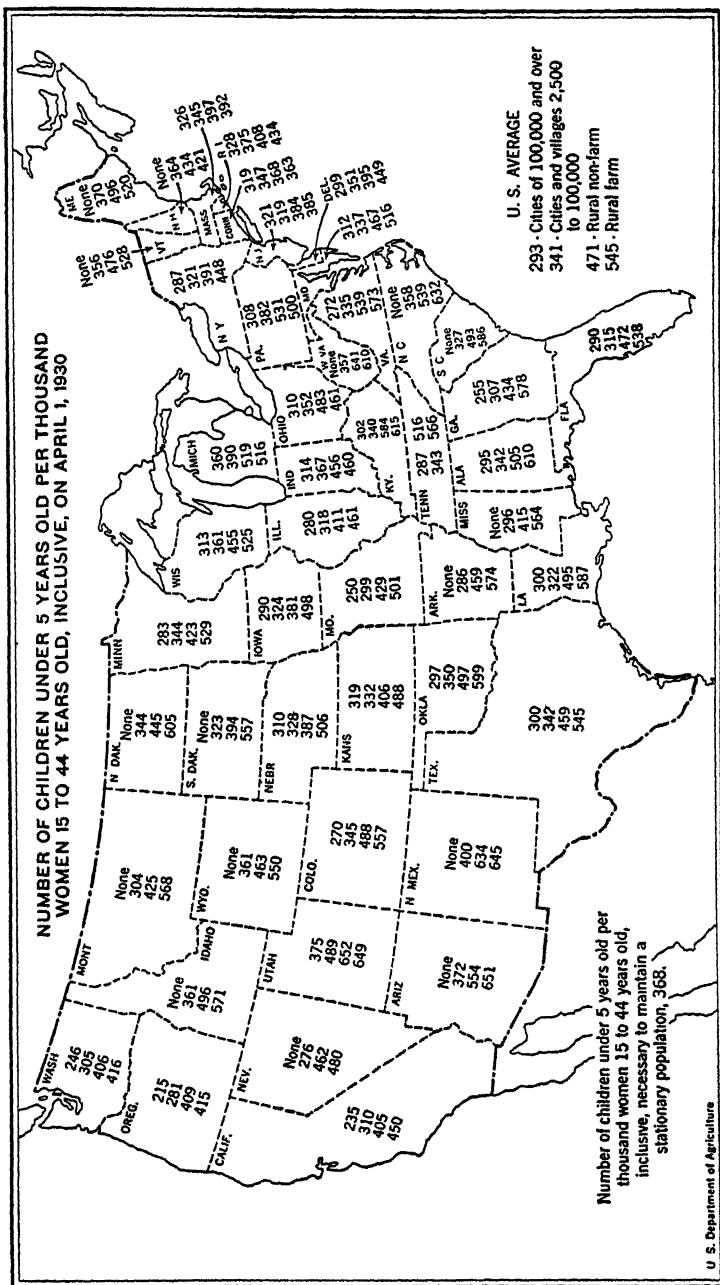 NUMBER OF CHILDREN UNDER 5 YEARS OLD PER THOUSAND
WOMEN 15 TO 44 YEARS OLD, INCLUSIVE, ON APRIL 1, 1930
WASH
246
305
406
416
OREG.
215
281
409
415
CALIF.
235
310
405
450
NEV.
None
276
462
480
IDAHO
None
361
496
571
MONT
None
304
425
568
WYO.
None
361
463
550
UTAH
375
489
652
649
COLO.
270
345
488
557
ARIZ
None
372
554
651
N MEX.
None
400
634
645
N DAK.
None
344
445
605
S. DAK.
None
323
394
557
NEBR
310
328
387
506
KANS
319
332
406
488
OKLA
297
350
497
599
TEX.
300
342
459
545
MINN
283
344
423
529
IOWA
290
324
381
498
MO.
250
299
429
501
ARK.
None
286
459
574
LA
300
322
495
587
WIS
313
361
455
525
ILL.
280
318
411
461
MICH
360
390
519
516
IND
314
367
456
460
OHIO
310
352
483
461
KY.
302
340
584
615
TENN
287
343
516
566
MISS
None
296
415
564
ALA
295
342
505
610
GA.
255
307
434
578
FLA
290
315
472
538
S C
None
327
493
586
N C
None
358
539
632
VA.
272
335
539
573
W VA
None
357
641
610
MD
312
337
467
516
DEL
299
351
395
449
PA.
308
382
531
500
N J
321
319
384
385
N Y
287
321
391
448
CONN
319
347
368
363
R I
328
375
408
434
MASS
326
345
397
392
VT
None
356
476
528
N H
None
364
434
421
ME
None
370
496
520
U. S. AVERAGE
293 - Cities of 100,000 and over
341 - Cities and villages 2,500
to 100,000
471 - Rural non-farm
545 - Rural farm
Number of children under 5 years old per
thousand women 15 to 44 years old,
inclusive, necessary to maintain a
stationary population, 368.
U S. Department of Agriculture